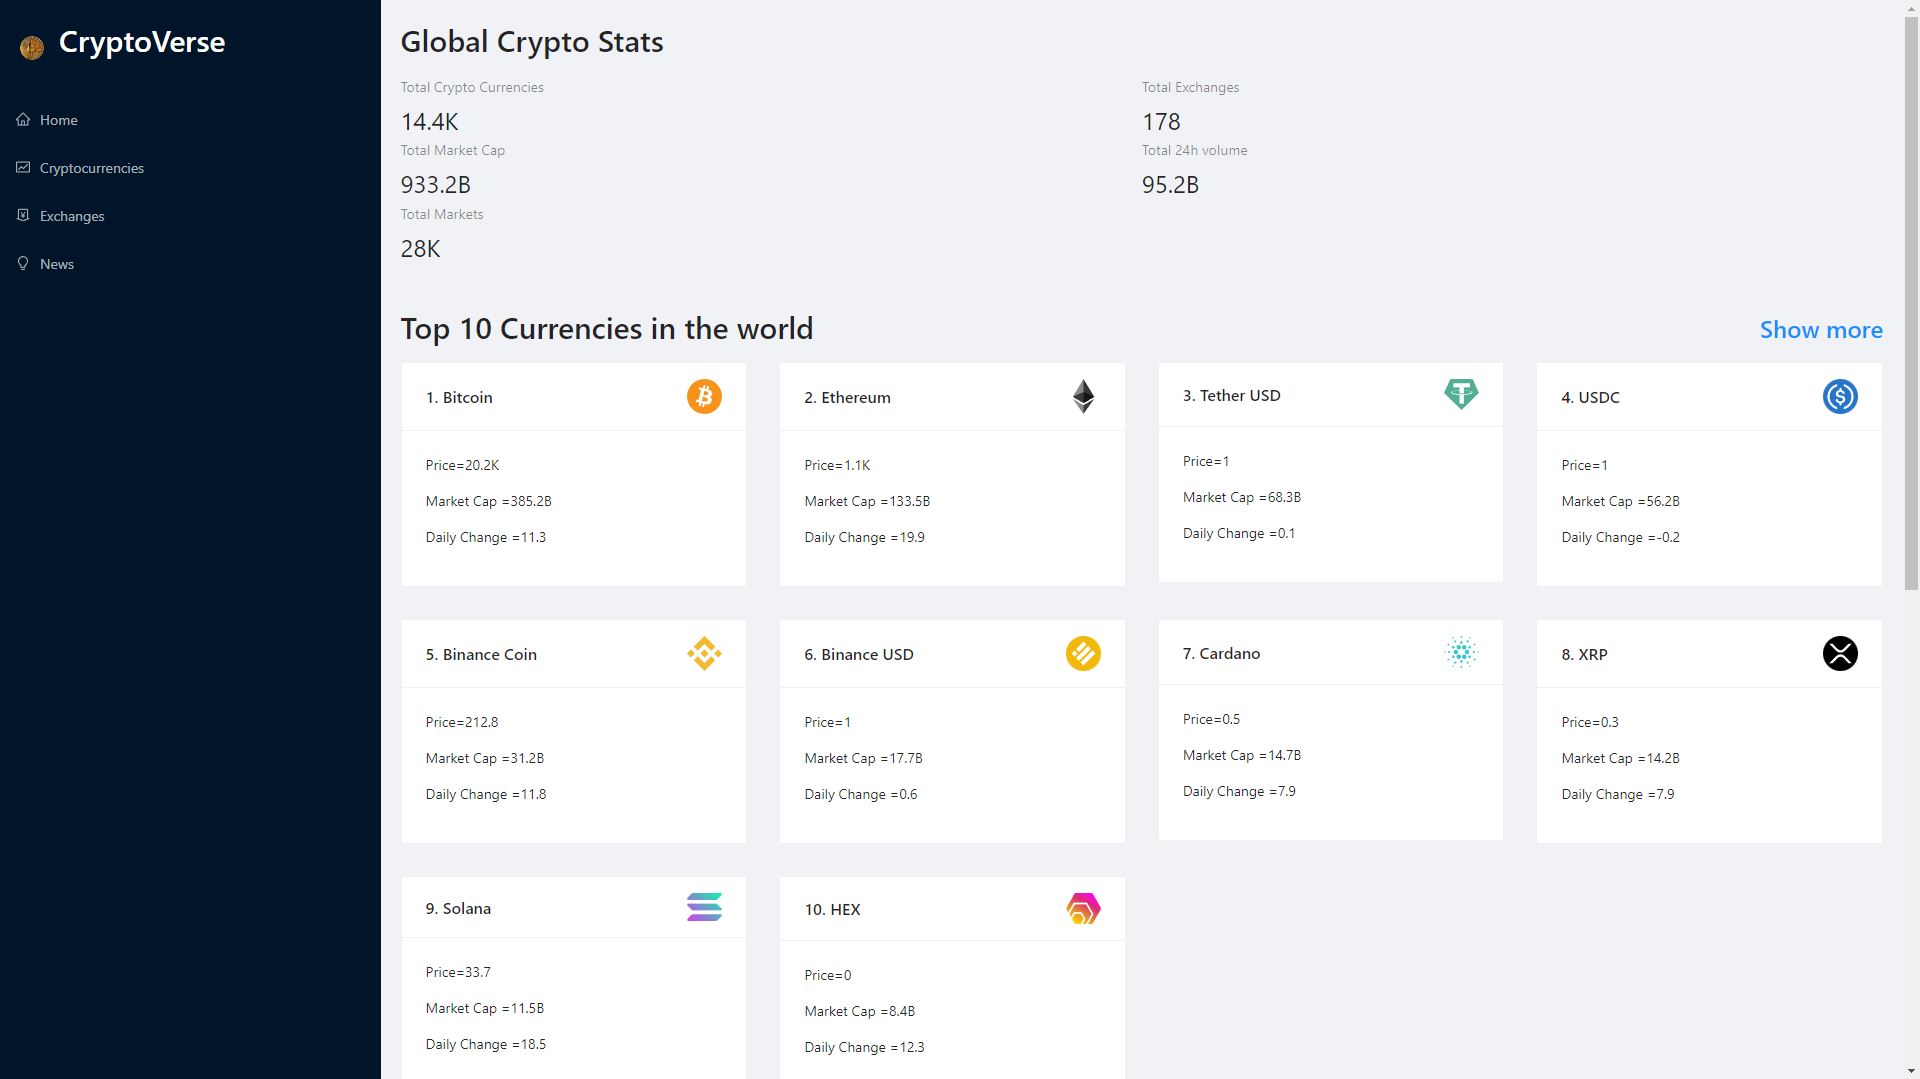 CryptoVerse
Home
Cryptocurrencies
Exchanges
News
Global Crypto Stats
Total Crypto Currencies
14.4K
Total Exchanges
178
Total Market Cap
933.2B
Total 24h volume
95.2B
Total Markets
28K
Top 10 Currencies in the world
Show more
1. Bitcoin
Price=20.2K
Market Cap =385.2B
Daily Change =11.3
2. Ethereum
Price=1.1K
Market Cap =133.5B
Daily Change =19.9
3. Tether USD
Price=1
Market Cap =68.3B
Daily Change =0.1
4. USDC
Price=1
Market Cap =56.2B
Daily Change =-0.2
5. Binance Coin
Price=212.8
Market Cap =31.2B
Daily Change =11.8
6. Binance USD
Price=1
Market Cap =17.7B
Daily Change =0.6
7. Cardano
Price=0.5
Market Cap =14.7B
Daily Change =7.9
8. XRP
Price=0.3
Market Cap =14.2B
Daily Change =7.9
9. Solana
Price=33.7
Market Cap =11.5B
Daily Change =18.5
10. HEX
Price=0
Market Cap =8.4B
Daily Change =12.3